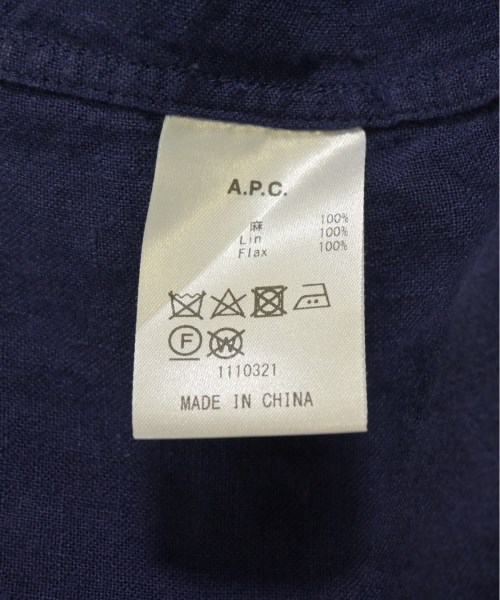 A.P.C.
麻 100%
Lin 100%
Flax 100%
F W
1110321
MADE IN CHINA